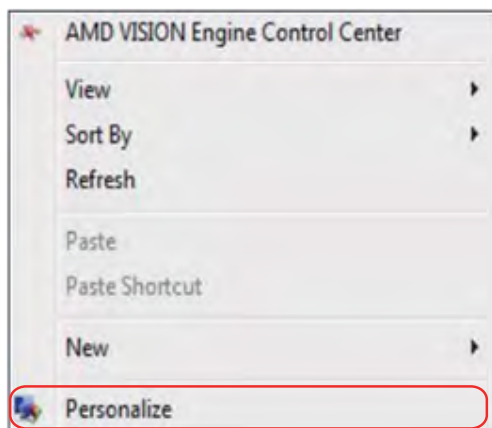 AMD VISION Engine Control Center
View
Sort By
Refresh
Paste
Paste Shortcut
New
Personalize